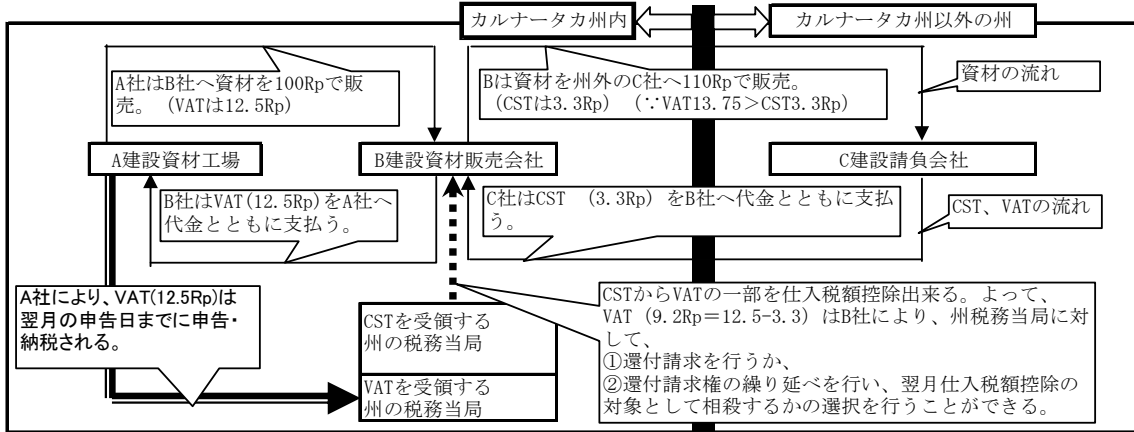 カルナータカ州内
カルナータカ州以外の州
A社はB社へ資材を100Rpで販
売。（VATは12.5Rp）
Bは資材を州外のC社へ110Rpで販売。
（CSTは3.3Rp）（∵VAT13.75＞CST3.3Rp）
資材の流れ
A建設資材工場
B建設資材販売会社
C建設請負会社
B社はVAT(12.5Rp)をA社へ
代金とともに支払う。
C社はCST （3.3Rp）をB社へ代金とともに支払
う。
CST、VATの流れ
A社により、VAT(12.5Rp)は
翌月の申告日までに申告・
納税される。
CSTを受領する
州の税務当局
VATを受領する
州の税務当局
CSTからVATの一部を仕入税額控除出来る。よって、
VAT（9.2Rp＝12.5-3.3）はB社により、州税務当局に対
して、
①還付請求を行うか、
②還付請求権の繰り延べを行い、翌月仕入税額控除の
対象として相殺するかの選択を行うことができる。